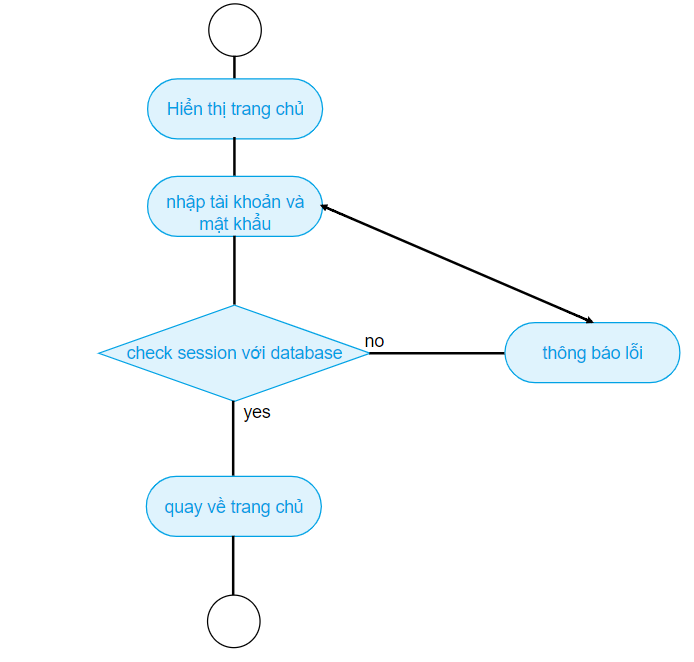 Hiển thị trang chủ
nhập tài khoản và
mật khẩu
check session với database
no
thông báo lỗi
yes
quay về trang chủ